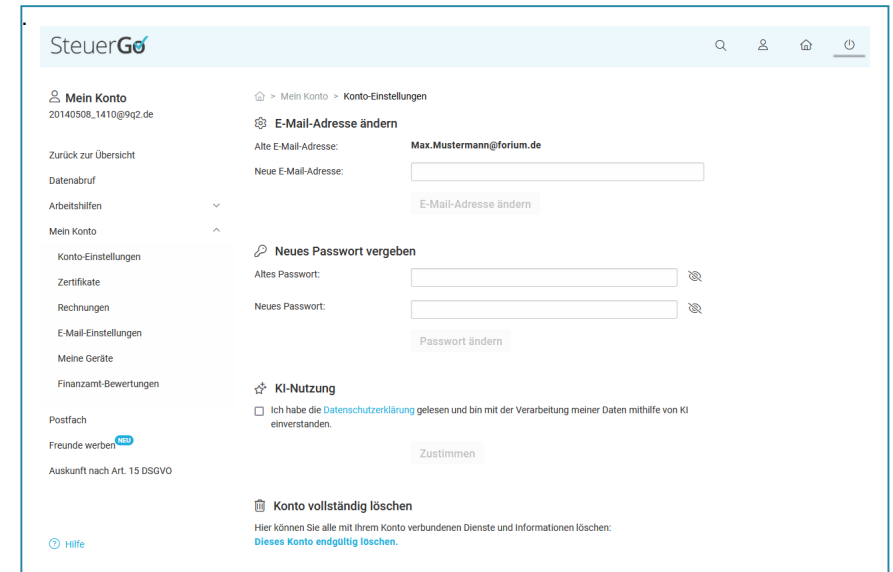 .
SteuerGo
Mein Konto
20140508_1410@9q2.de
Zurück zur Übersicht
Datenabruf
Arbeitshilfen
Mein Konto
Konto-Einstellungen
Zertifikate
Rechnungen
E-Mail-Einstellungen
Meine Geräte
Finanzamt-Bewertungen
Postfach
Freunde werben NEU
Auskunft nach Art. 15 DSGVO
Hilfe
> Mein Konto > Konto-Einstellungen
E-Mail-Adresse ändern
Alte E-Mail-Adresse: Max.Mustermann@forium.de
Neue E-Mail-Adresse:
E-Mail-Adresse ändern
Neues Passwort vergeben
Altes Passwort:
Neues Passwort:
Passwort ändern
KI-Nutzung
Ich habe die Datenschutzerklärung gelesen und bin mit der Verarbeitung meiner Daten mithilfe von KI
einverstanden.
Zustimmen
Konto vollständig löschen
Hier können Sie alle mit Ihrem Konto verbundenen Dienste und Informationen löschen:
Dieses Konto endgültig löschen.